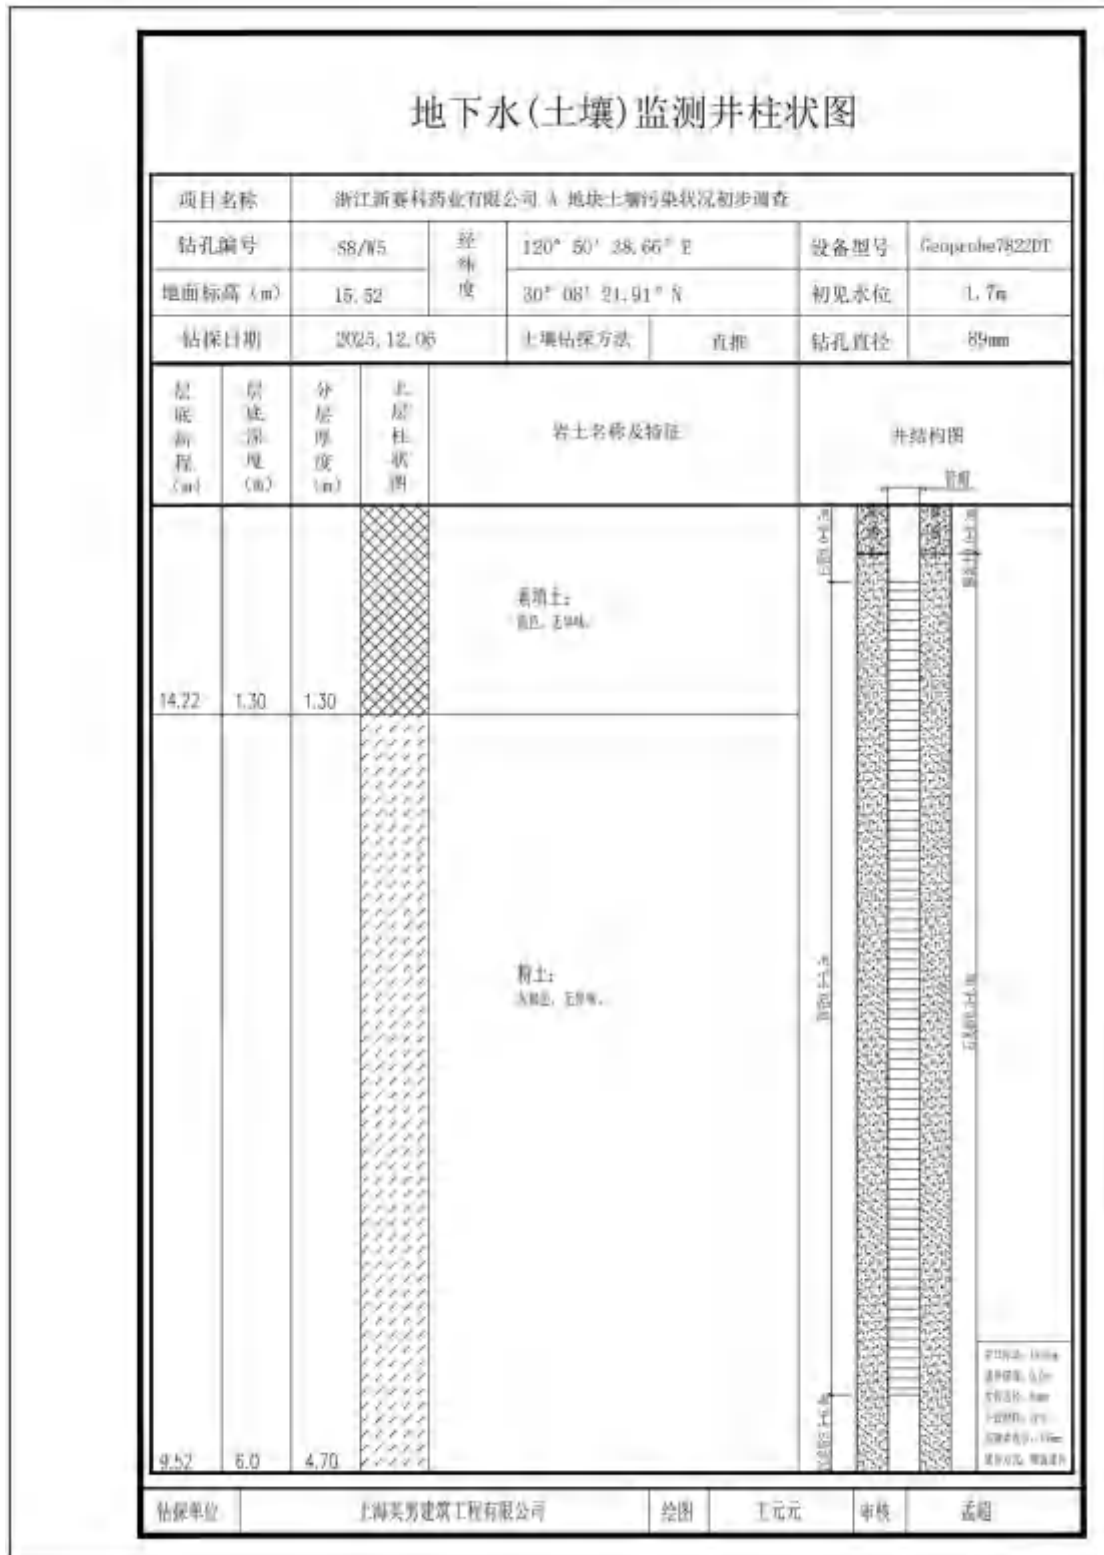 地下水(土壤)监测井柱状图
项目名称 浙江新赛科药业有限公司 A 地块土壤污染状况初步调查
钻孔编号 S8/W5 经纬度 120° 50' 38.66" E 设备型号 Geoprobe7822DT
地面标高(m) 15.52 30° 08' 21.91" N 初见水位 1.7m
钻探日期 2025.12.06 土壤钻探方法 直推 钻孔直径 89mm
层底高程(m) 层底深度(m) 分层厚度(m) 土层柱状图 岩土名称及特征 井结构图
管帽
素填土:
无异味。
14.22 1.30 1.30
粉土:
无异味。
9.52 6.0 4.70
钻探单位 上海英男建筑工程有限公司 绘图 王元元 审核 孟超